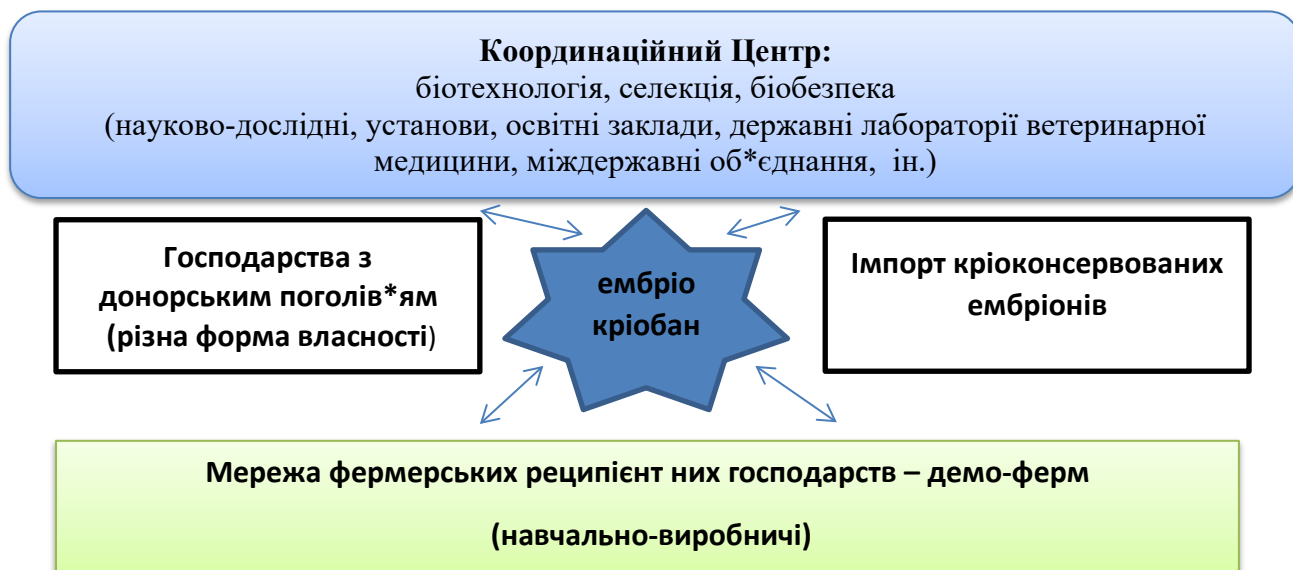 Координаційний Центр:
біотехнологія, селекція, біобезпека
(науково-дослідні, установи, освітні заклади, державні лабораторії ветеринарної
медицини, міждержавні об*єднання, ін.)
Господарства з
донорським поголів*ям
(різна форма власності)
ембріо
кріобан
Імпорт кріоконсервованих
ембріонів
Мережа фермерських реципієнт них господарств – демо-ферм
(навчально-виробничі)